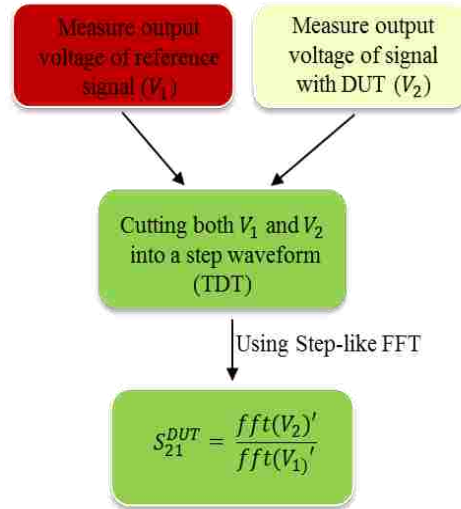 Measure output
voltage of reference
signal (V₁)
Measure output
voltage of signal
with DUT (V₂)
Cutting both V₁ and V₂
into a step waveform
(TDT)
Using Step-like FFT
S₂₁ᴰᵁᵀ = fft(V₂)′ / fft(V₁)′